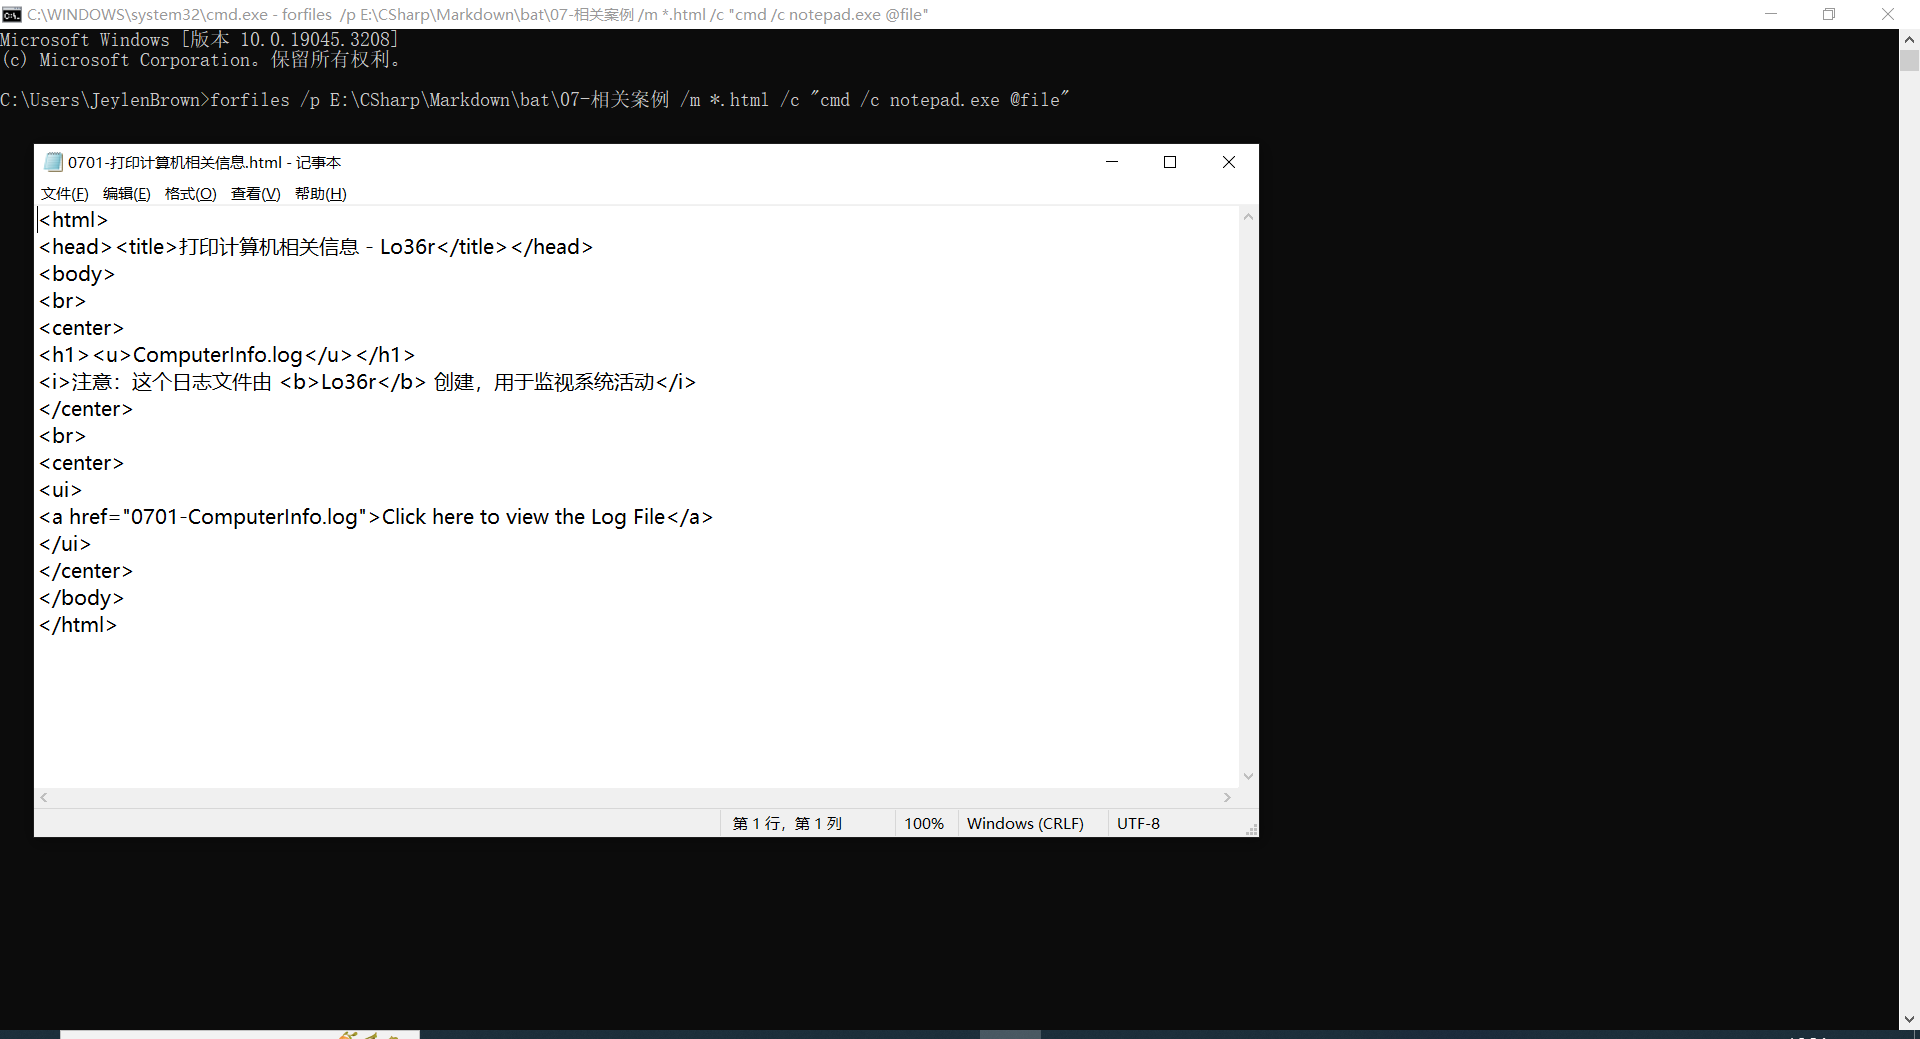 C:\WINDOWS\system32\cmd.exe - forfiles  /p E:\CSharp\Markdown\bat\07-相关案例 /m *.html /c "cmd /c notepad.exe @file"
Microsoft Windows [版本 10.0.19045.3208]
(c) Microsoft Corporation。保留所有权利。
C:\Users\JeylenBrown>forfiles /p E:\CSharp\Markdown\bat\07-相关案例 /m *.html /c "cmd /c notepad.exe @file"
0701-打印计算机相关信息.html - 记事本
文件(F) 编辑(E) 格式(O) 查看(V) 帮助(H)
<html>
<head><title>打印计算机相关信息 - Lo36r</title></head>
<body>
<br>
<center>
<h1><u>ComputerInfo.log</u></h1>
<i>注意：这个日志文件由 <b>Lo36r</b> 创建，用于监视系统活动</i>
</center>
<br>
<center>
<ui>
<a href="0701-ComputerInfo.log">Click here to view the Log File</a>
</ui>
</center>
</body>
</html>
第 1 行，第 1 列 100% Windows (CRLF) UTF-8